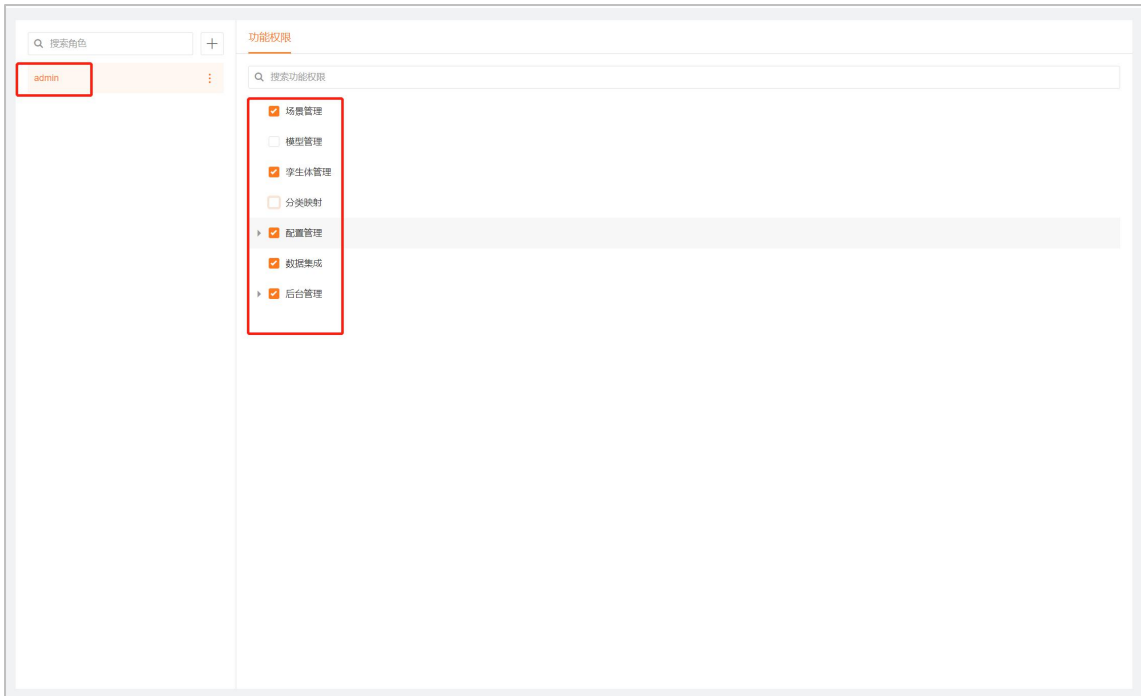 搜索角色
admin
功能权限
搜索功能权限
场景管理
模型管理
孪生体管理
分类映射
配置管理
数据集成
后台管理